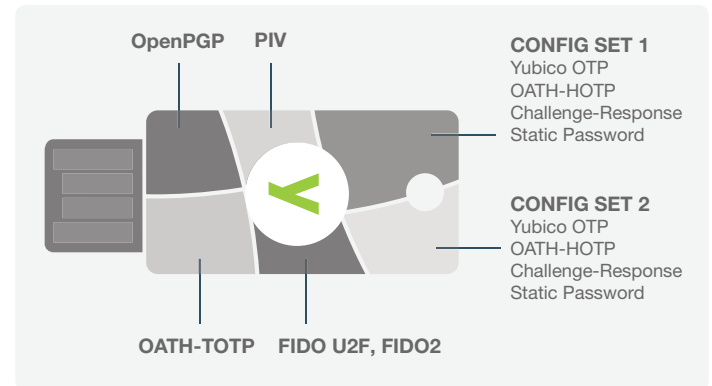 OpenPGP PIV
CONFIG SET 1
Yubico OTP
OATH-HOTP
Challenge-Response
Static Password
CONFIG SET 2
Yubico OTP
OATH-HOTP
Challenge-Response
Static Password
OATH-TOTP FIDO U2F, FIDO2